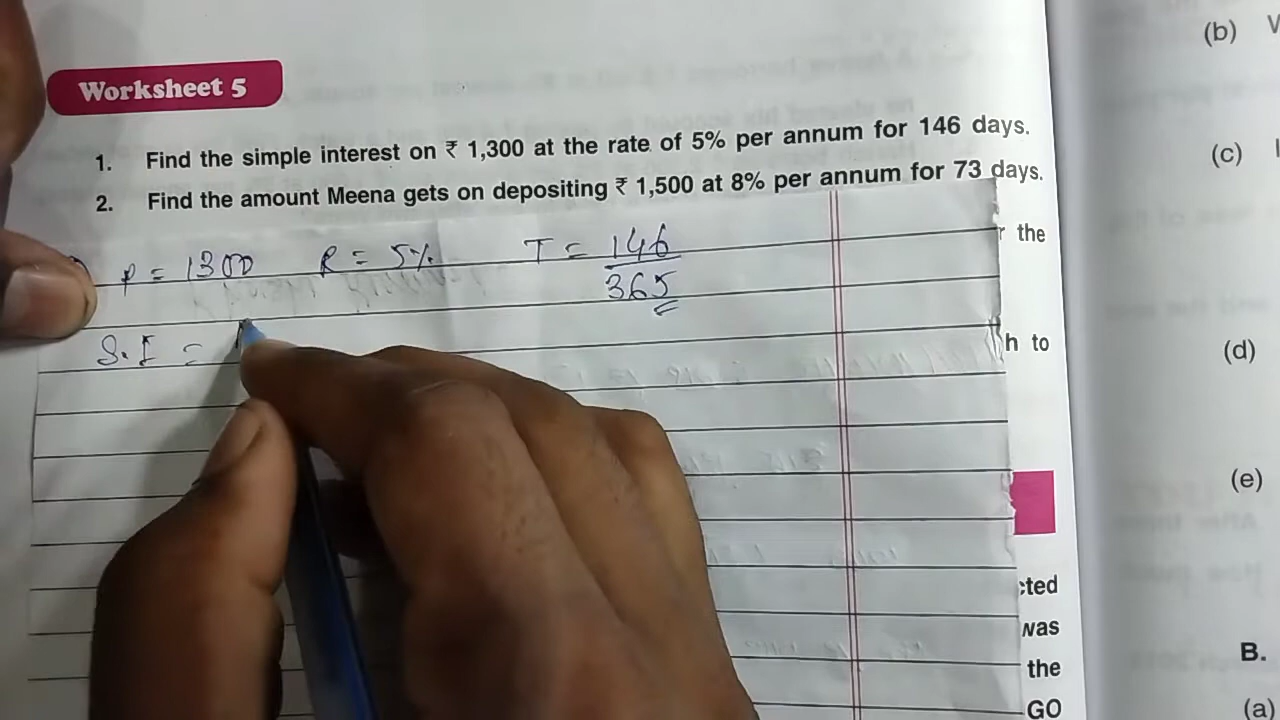 Worksheet 5
1. Find the simple interest on ₹ 1,300 at the rate of 5% per annum for 146 days.
2. Find the amount Meena gets on depositing ₹ 1,500 at 8% per annum for 73 days.
P = 1300 R = 5% T = 146
365
S.I =
the
to
was
the
GO
(b)
(c)
(d)
(e)
B.
(a)